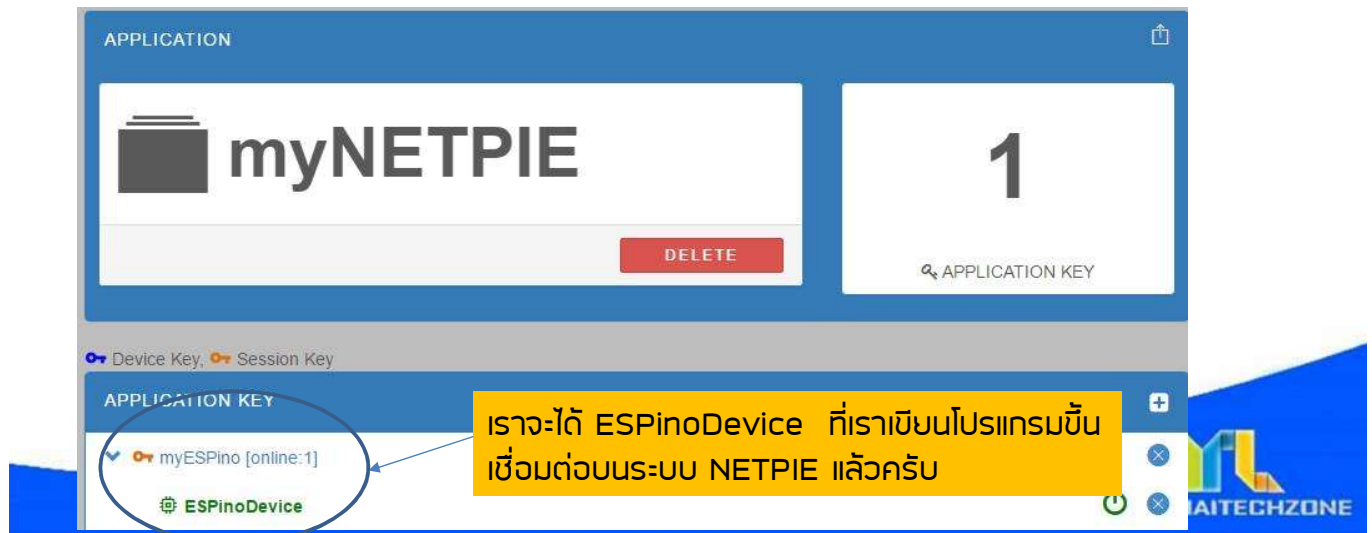 APPLICATION
myNETPIE
DELETE
1
APPLICATION KEY
Device Key, Session Key
APPLICATION KEY
เราจะได้ ESPinoDevice ที่เราเขียนโปรแกรมขึ้น
เชื่อมต่อบนระบบ NETPIE แล้วครับ
myESPino [online:1]
ESPinoDevice
AITECHZONE